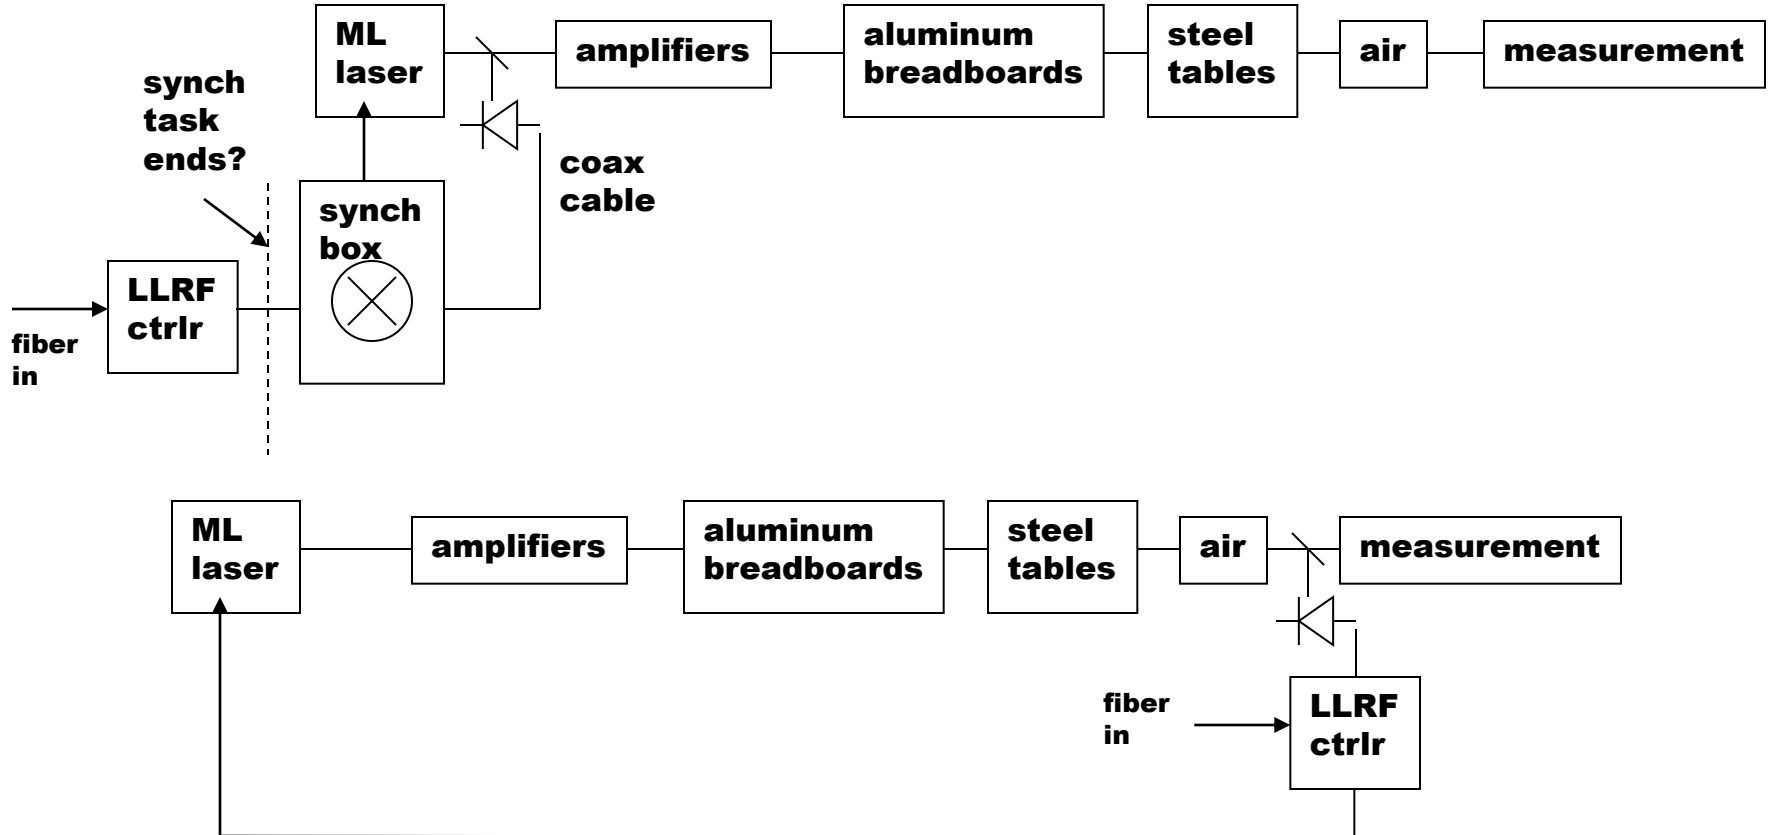 ML
laser
amplifiers
aluminum
breadboards
steel
tables
air
measurement
synch
task
ends?
coax
cable
synch
box
LLRF
ctrlr
fiber
in
ML
laser
amplifiers
aluminum
breadboards
steel
tables
air
measurement
fiber
in
LLRF
ctrlr